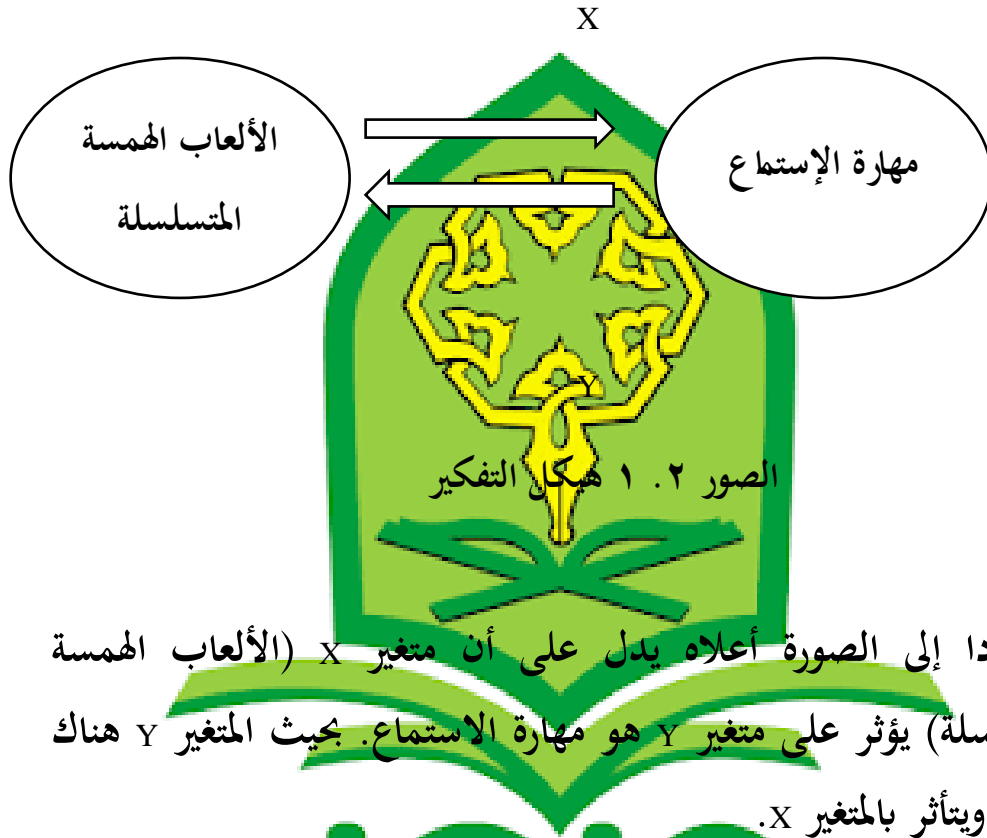 X
مهارة الإستماع
الألعاب الهمسة
المتسلسلة
Y
الصور ٢. ١ هيكل التفكير
دا إلى الصورة أعلاه يدل على أن متغير X (الألعاب الهمسة
سلة) يؤثر على متغير Y هو مهارة الاستماع. بحيث المتغير Y هناك
ويتأثر بالمتغير X.